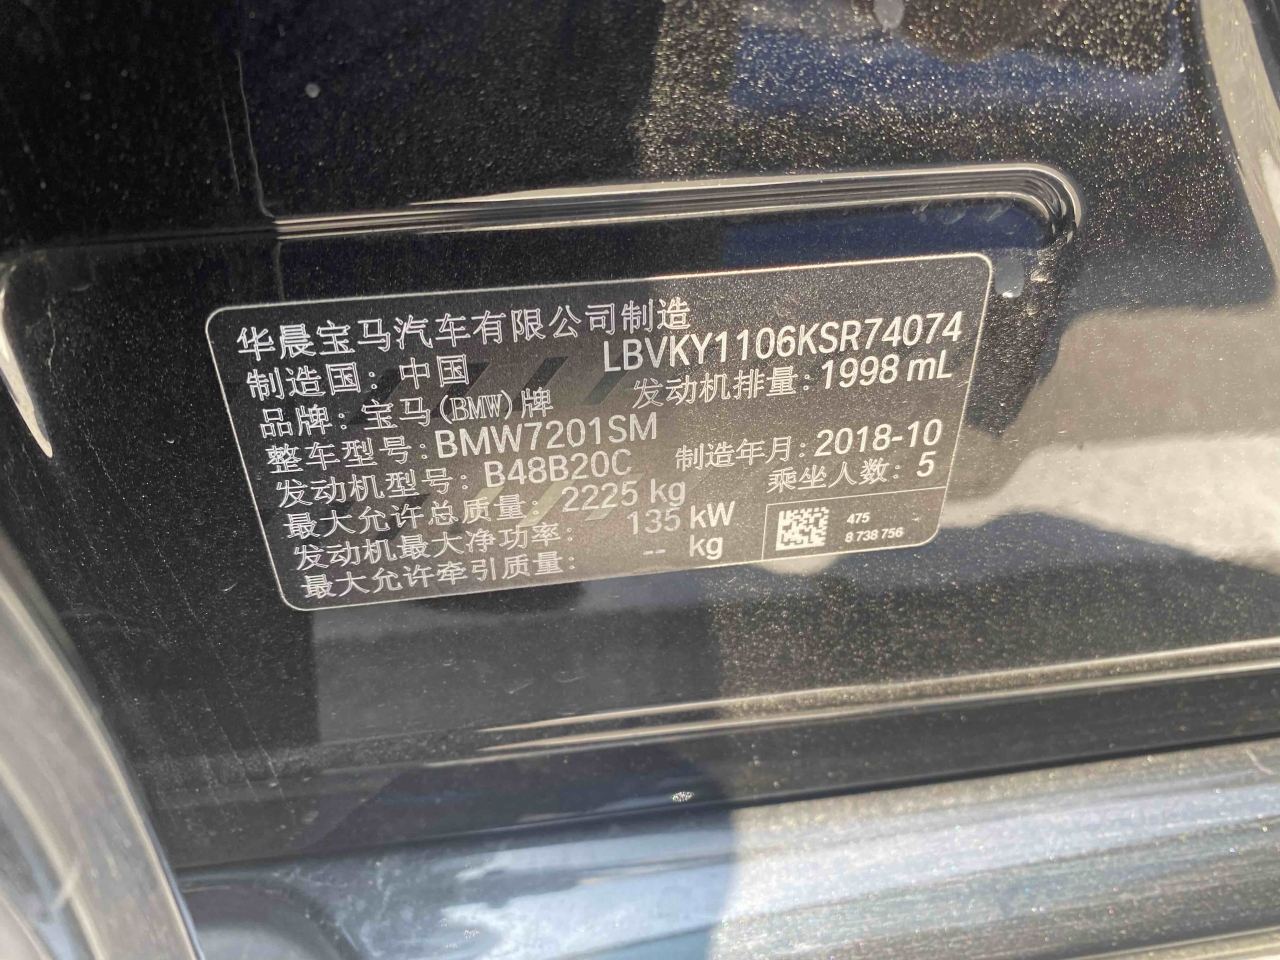 华晨宝马汽车有限公司制造
制造国：中国 LBVKY1106KSR74074
品牌：宝马(BMW)牌 发动机排量：1998 mL
整车型号：BMW7201SM
发动机型号：B48B20C 制造年月：2018-10
最大允许总质量：2225 kg 乘坐人数：5
发动机最大净功率：135 kW
最大允许牵引质量：-- kg
475
8 738 756